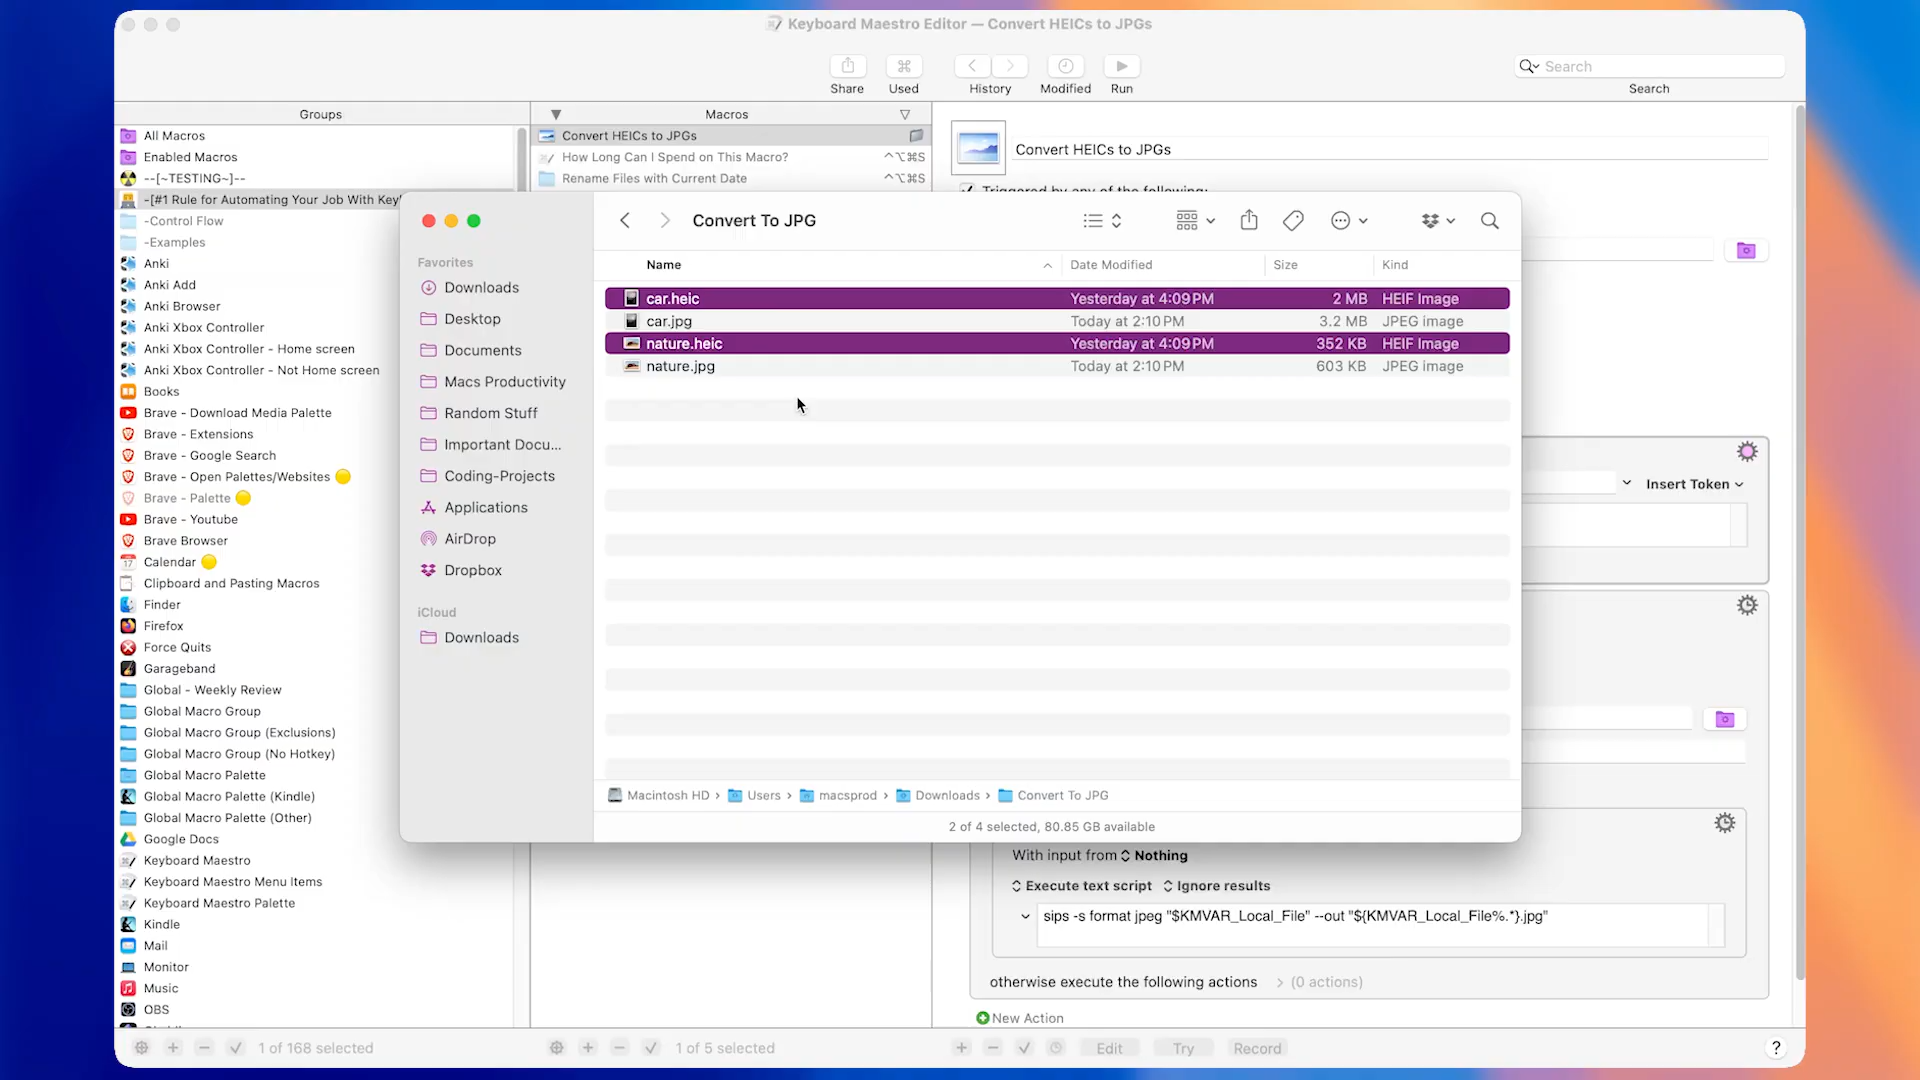 Keyboard Maestro Editor — Convert HEICs to JPGs
Share
Used
History
Modified
Run
Search
Search
Groups
Macros
All Macros
Enabled Macros
--[~TESTING~]--
-[#1 Rule for Automating Your Job With Key
-Control Flow
-Examples
Anki
Anki Add
Anki Browser
Anki Xbox Controller
Anki Xbox Controller - Home screen
Anki Xbox Controller - Not Home screen
Books
Brave - Download Media Palette
Brave - Extensions
Brave - Google Search
Brave - Open Palettes/Websites
Brave - Palette
Brave - Youtube
Brave Browser
Calendar
Clipboard and Pasting Macros
Finder
Firefox
Force Quits
Garageband
Global - Weekly Review
Global Macro Group
Global Macro Group (Exclusions)
Global Macro Group (No Hotkey)
Global Macro Palette
Global Macro Palette (Kindle)
Global Macro Palette (Other)
Google Docs
Keyboard Maestro
Keyboard Maestro Menu Items
Keyboard Maestro Palette
Kindle
Mail
Monitor
Music
OBS
1 of 168 selected
Convert HEICs to JPGs
How Long Can I Spend on This Macro? ^⌥⌘S
Rename Files with Current Date ^⌥⌘S
1 of 5 selected
Convert HEICs to JPGs
Triggered by any of the following:
Insert Token
Convert To JPG
Favorites
Downloads
Desktop
Documents
Macs Productivity
Random Stuff
Important Docu...
Coding-Projects
Applications
AirDrop
Dropbox
iCloud
Downloads
Name Date Modified Size Kind
car.heic Yesterday at 4:09 PM 2 MB HEIF Image
car.jpg Today at 2:10 PM 3.2 MB JPEG image
nature.heic Yesterday at 4:09 PM 352 KB HEIF Image
nature.jpg Today at 2:10 PM 603 KB JPEG image
Macintosh HD › Users › macsprod › Downloads › Convert To JPG
2 of 4 selected, 80.85 GB available
With input from Nothing
Execute text script Ignore results
sips -s format jpeg "$KMVAR_Local_File" --out "${KMVAR_Local_File%.*}.jpg"
otherwise execute the following actions > (0 actions)
New Action
Edit
Try
Record
?